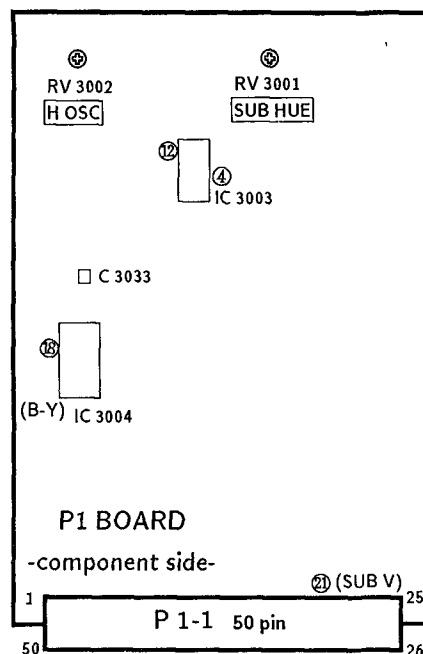 RV 3002
H OSC
RV 3001
SUB HUE
12
4
IC 3003
C 3033
18
(B-Y) IC 3004
P1 BOARD
-component side-
21 (SUB V)
1
25
P 1-1 50 pin
50
26